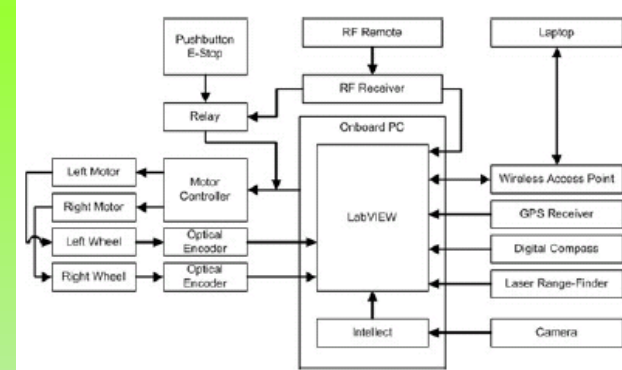 Pushbutton
E-Stop
RF Remote
Laptop
RF Receiver
Relay
Onboard PC
Left Motor
Motor
Controller
Right Motor
LabVIEW
Wireless Access Point
GPS Receiver
Left Wheel
Optical
Encoder
Digital Compass
Right Wheel
Optical
Encoder
Laser Range-Finder
Intellect
Camera